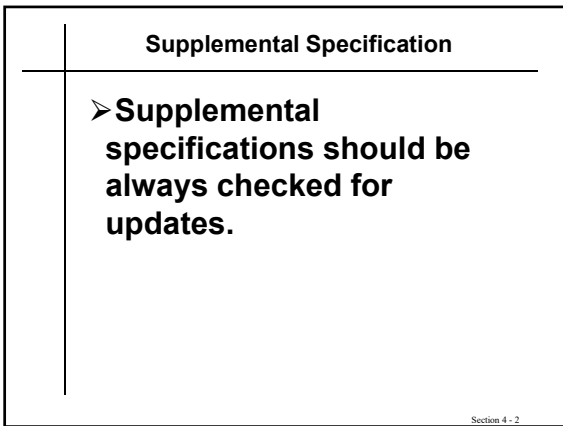 Supplemental Specification
➢Supplemental
specifications should be
always checked for
updates.
Section 4 - 2